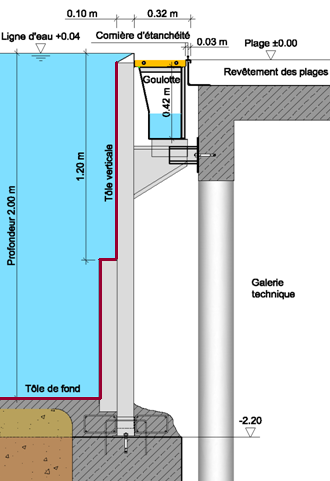 0.10 m
0.32 m
Ligne d'eau +0.04
Cornière d'étanchéité
0.03 m
Plage ±0.00
Goulotte
Revêtement des plages
0.42 m
1.20 m
Tôle verticale
Profondeur 2.00 m
Galerie
technique
Tôle de fond
-2.20